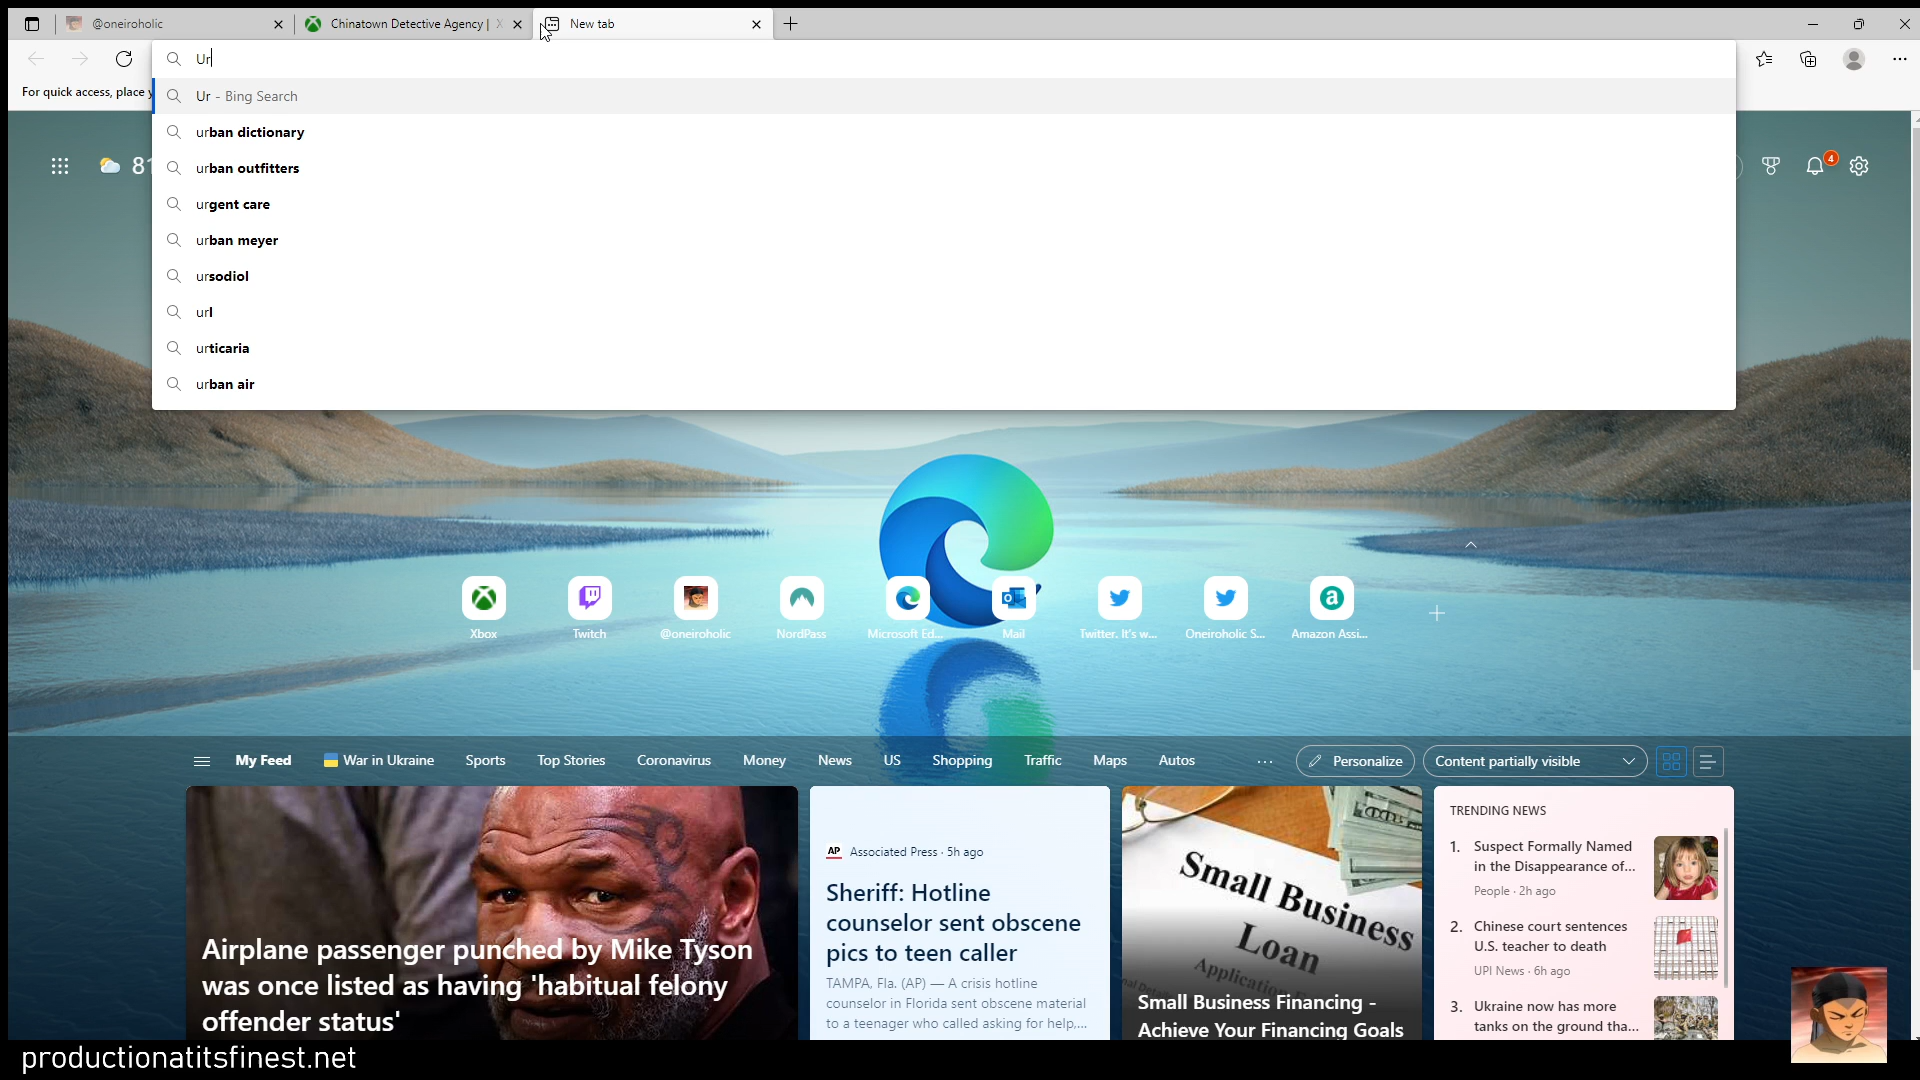 @oneiroholic
Chinatown Detective Agency |
New tab
Ur
For quick access, place
Ur - Bing Search
urban dictionary
urban outfitters
81
4
urgent care
urban meyer
ursodiol
url
urticaria
urban air
Xbox
Twitch
@oneiroholic
NordPass
Microsoft Ed...
Mail
Twitter. It's w...
Oneiroholic S...
Amazon Assi...
My Feed
War in Ukraine
Sports
Top Stories
Coronavirus
Money
News
US
Shopping
Traffic
Maps
Autos
Personalize
Content partially visible
Airplane passenger punched by Mike Tyson
was once listed as having 'habitual felony
offender status'
AP Associated Press · 5h ago
Sheriff: Hotline
counselor sent obscene
pics to teen caller
TAMPA, Fla. (AP) — A crisis hotline
counselor in Florida sent obscene material
to a teenager who called asking for help,...
Small Business
Loan
Application
Small Business Financing -
Achieve Your Financing Goals
TRENDING NEWS
1. Suspect Formally Named
in the Disappearance of...
People · 2h ago
2. Chinese court sentences
U.S. teacher to death
UPI News · 6h ago
3. Ukraine now has more
tanks on the ground tha...
productionatitsfinest.net